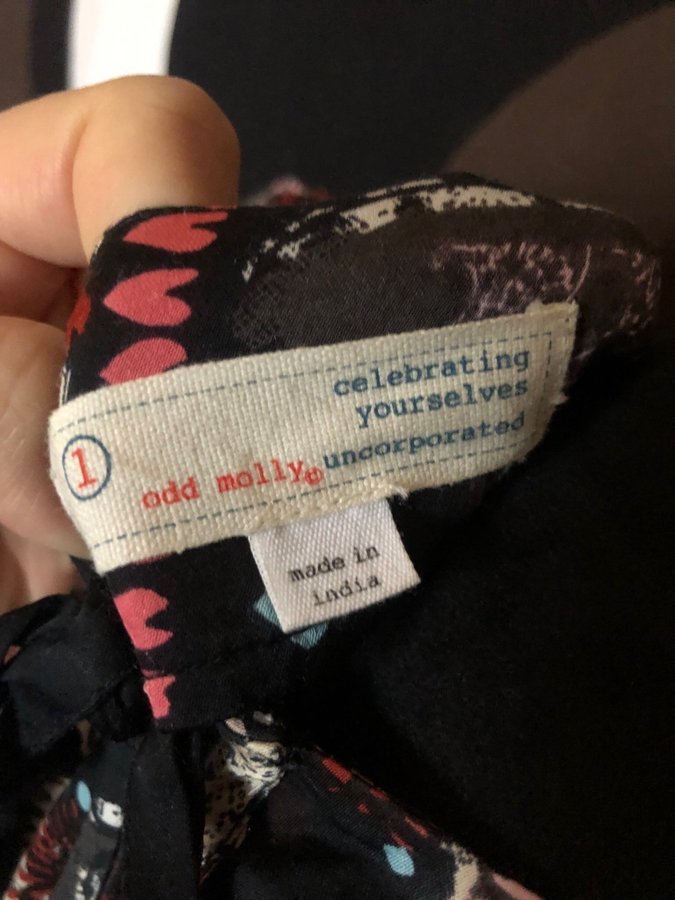 celebrating
yourselves
uncorporated
1
odd molly®
made in
india